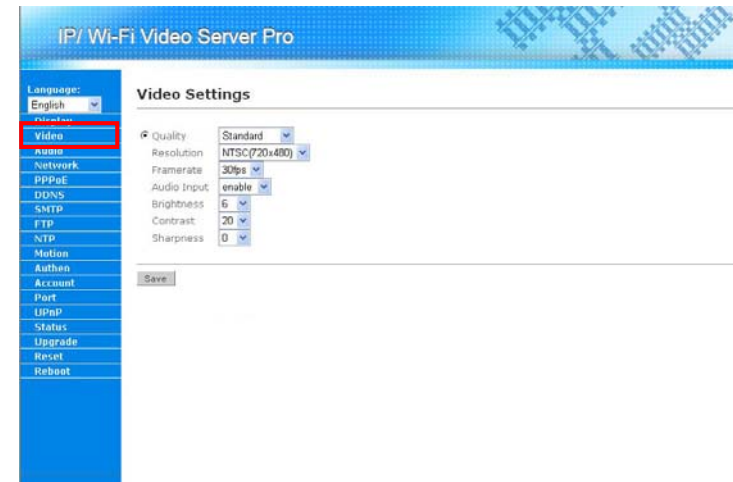 IP/ Wi-Fi Video Server Pro
Language:
English
Display
Video
Audio
Network
PPPoE
DDNS
SMTP
FTP
NTP
Motion
Authen
Account
Port
UPnP
Status
Upgrade
Reset
Reboot
Video Settings
Quality Standard
Resolution NTSC(720x480)
Framerate 30fps
Audio Input enable
Brightness 6
Contrast 20
Sharpness 0
Save